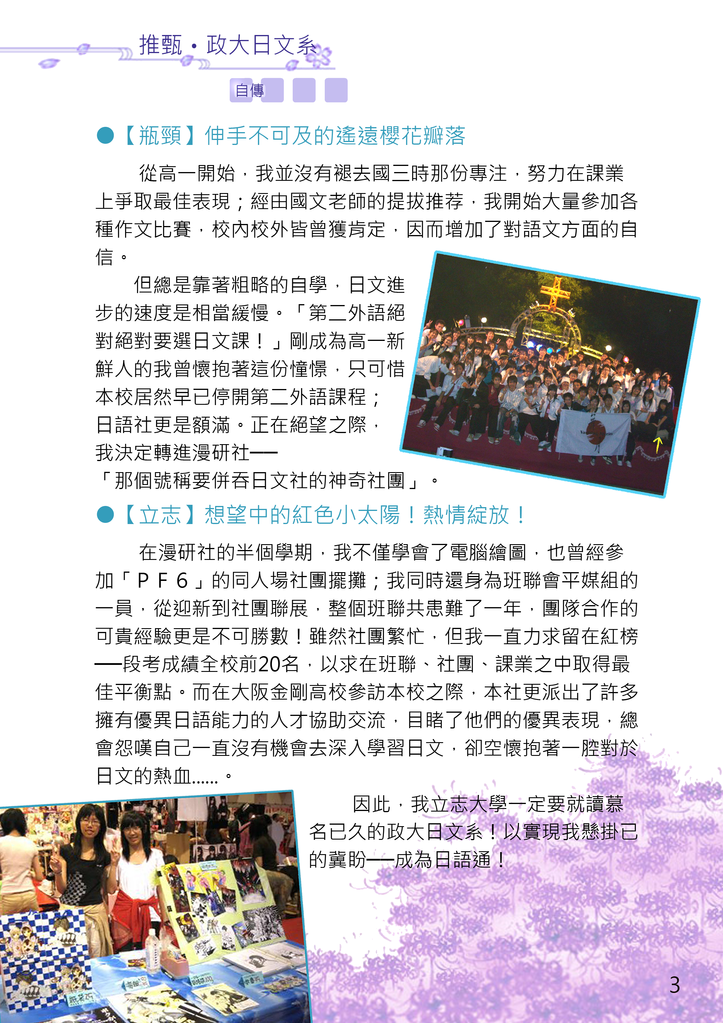 推甄・政大日文系
自傳
●【瓶頸】伸手不可及的遙遠櫻花瓣落
從高一開始，我並沒有褪去國三時那份專注，努力在課業
上爭取最佳表現；經由國文老師的提拔推荐，我開始大量參加各
種作文比賽，校內校外皆曾獲肯定，因而增加了對語文方面的自
信。
但總是靠著粗略的自學，日文進
步的速度是相當緩慢。「第二外語絕
對絕對要選日文課！」剛成為高一新
鮮人的我曾懷抱著這份憧憬，只可惜
本校居然早已停開第二外語課程；
日語社更是額滿。正在絕望之際，
我決定轉進漫研社──
「那個號稱要併吞日文社的神奇社團」。
●【立志】想望中的紅色小太陽！熱情綻放！
在漫研社的半個學期，我不僅學會了電腦繪圖，也曾經參
加「ＰＦ６」的同人場社團擺攤；我同時還身為班聯會平媒組的
一員，從迎新到社團聯展，整個班聯共患難了一年，團隊合作的
可貴經驗更是不可勝數！雖然社團繁忙，但我一直力求留在紅榜
──段考成績全校前20名，以求在班聯、社團、課業之中取得最
佳平衡點。而在大阪金剛高校參訪本校之際，本社更派出了許多
擁有優異日語能力的人才協助交流，目睹了他們的優異表現，總
會怨嘆自己一直沒有機會去深入學習日文，卻空懷抱著一腔對於
日文的熱血……。
因此，我立志大學一定要就讀慕
名已久的政大日文系！以實現我懸掛已
的冀盼──成為日語通！
3